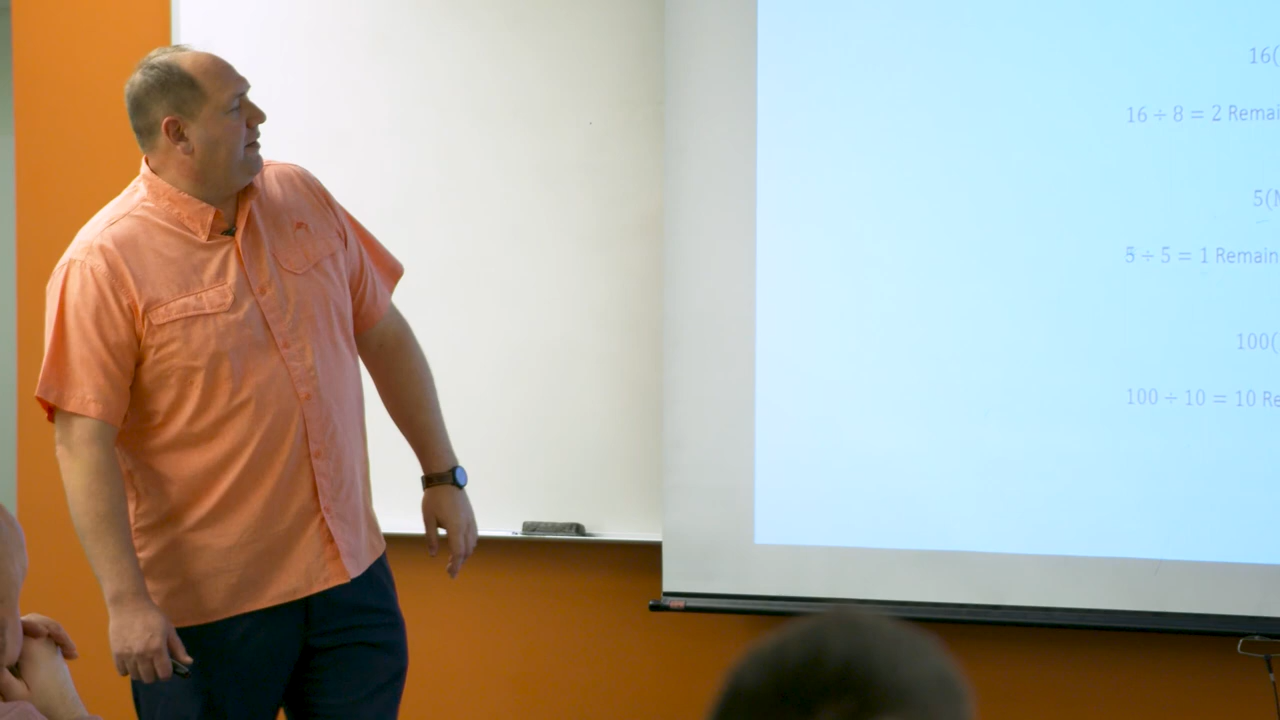 16(
16 ÷ 8 = 2 Remai
5(
5 ÷ 5 = 1 Remain
100(
100 ÷ 10 = 10 Re